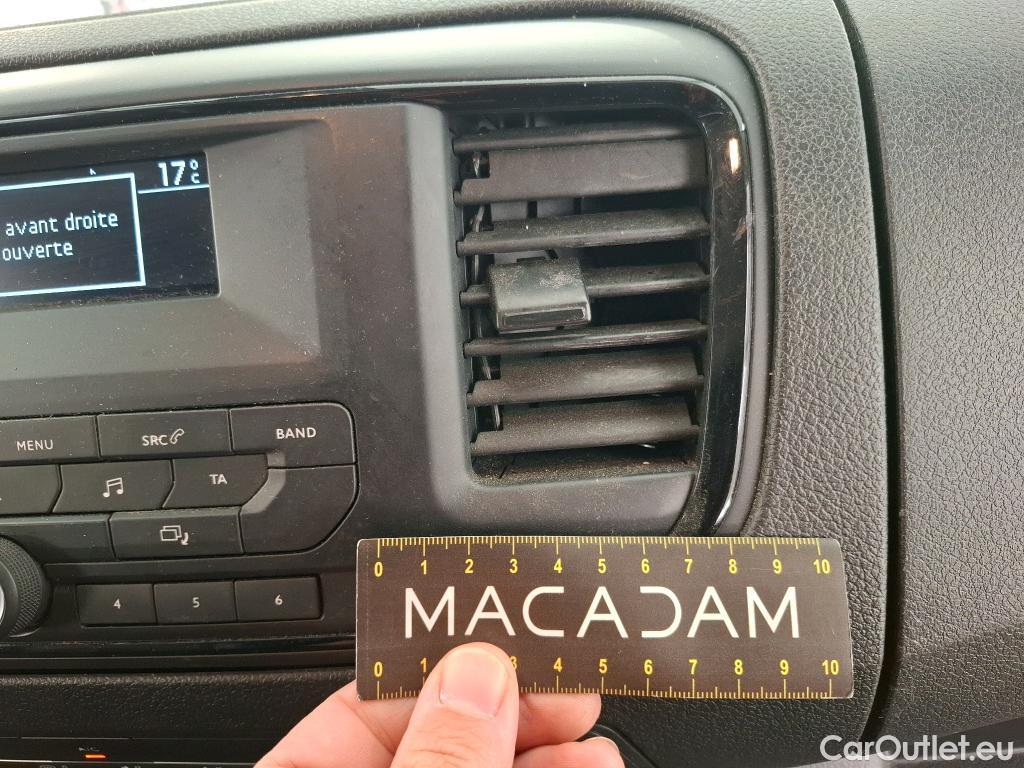 17°C
avant droite
ouverte
MENU
SRC
BAND
TA
4
5
6
0 1 2 3 4 5 6 7 8 9 10
MACADAM
0 1 3 4 5 6 7 8 9 10
A/C
CarOutlet.eu